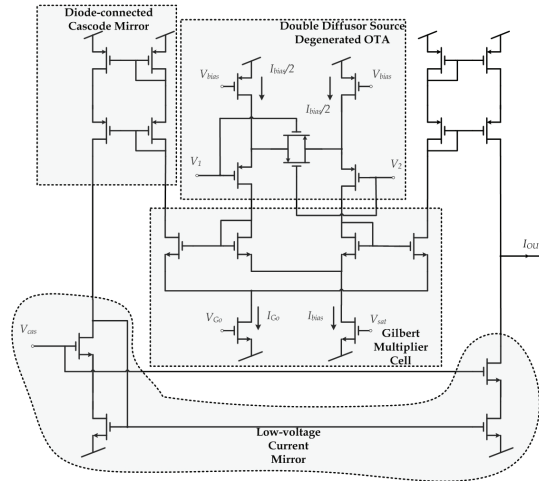 Diode-connected
Cascode Mirror
Double Diffusor Source
Degenerated OTA
Vbias
Ibias/2
Ibias/2
Vbias
V1
V2
IOUT
VGo
IGo
Ibias
Vsat
Gilbert
Multiplier
Cell
Vcas
Low-voltage
Current
Mirror